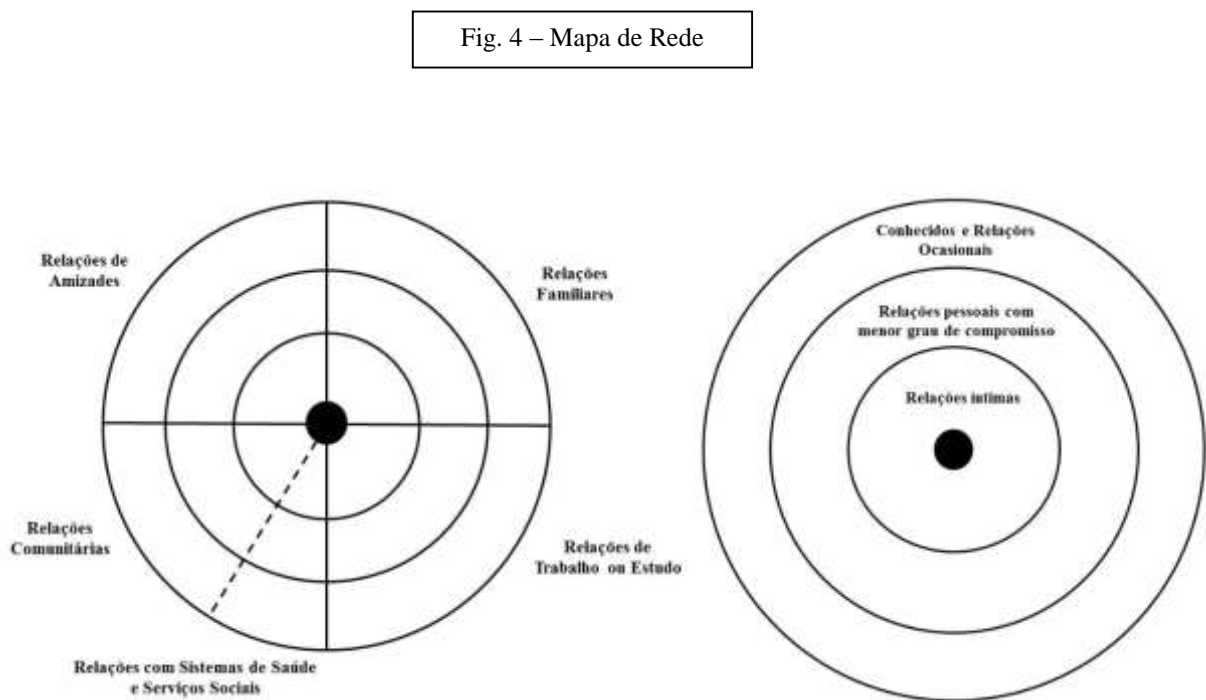 Fig. 4 – Mapa de Rede
Relações de
Amizades
Relações
Familiares
Relações
Comunitárias
Relações de
Trabalho ou Estudo
Relações com Sistemas de Saúde
e Serviços Sociais
Conhecidos e Relações
Ocasionais
Relações pessoais com
menor grau de compromisso
Relações íntimas